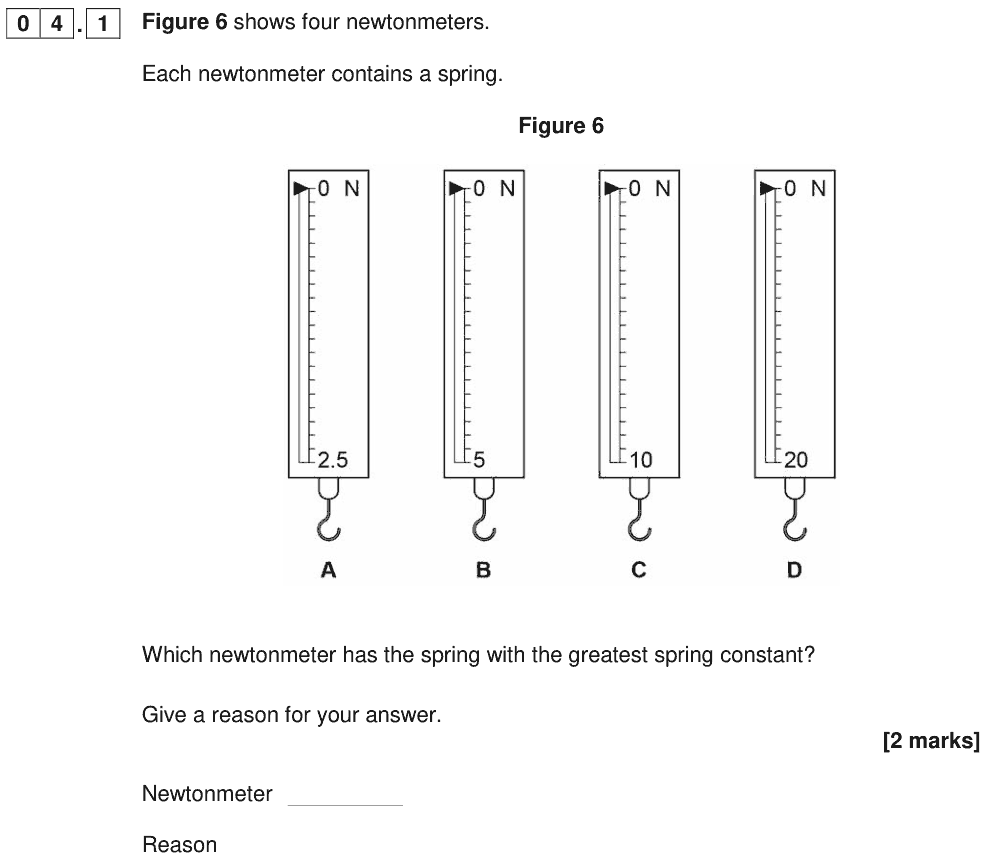 0 4 . 1 Figure 6 shows four newtonmeters.
Each newtonmeter contains a spring.
Figure 6
0 N 0 N 0 N 0 N
2.5 5 10 20
A B C D
Which newtonmeter has the spring with the greatest spring constant?
Give a reason for your answer.
[2 marks]
Newtonmeter
Reason